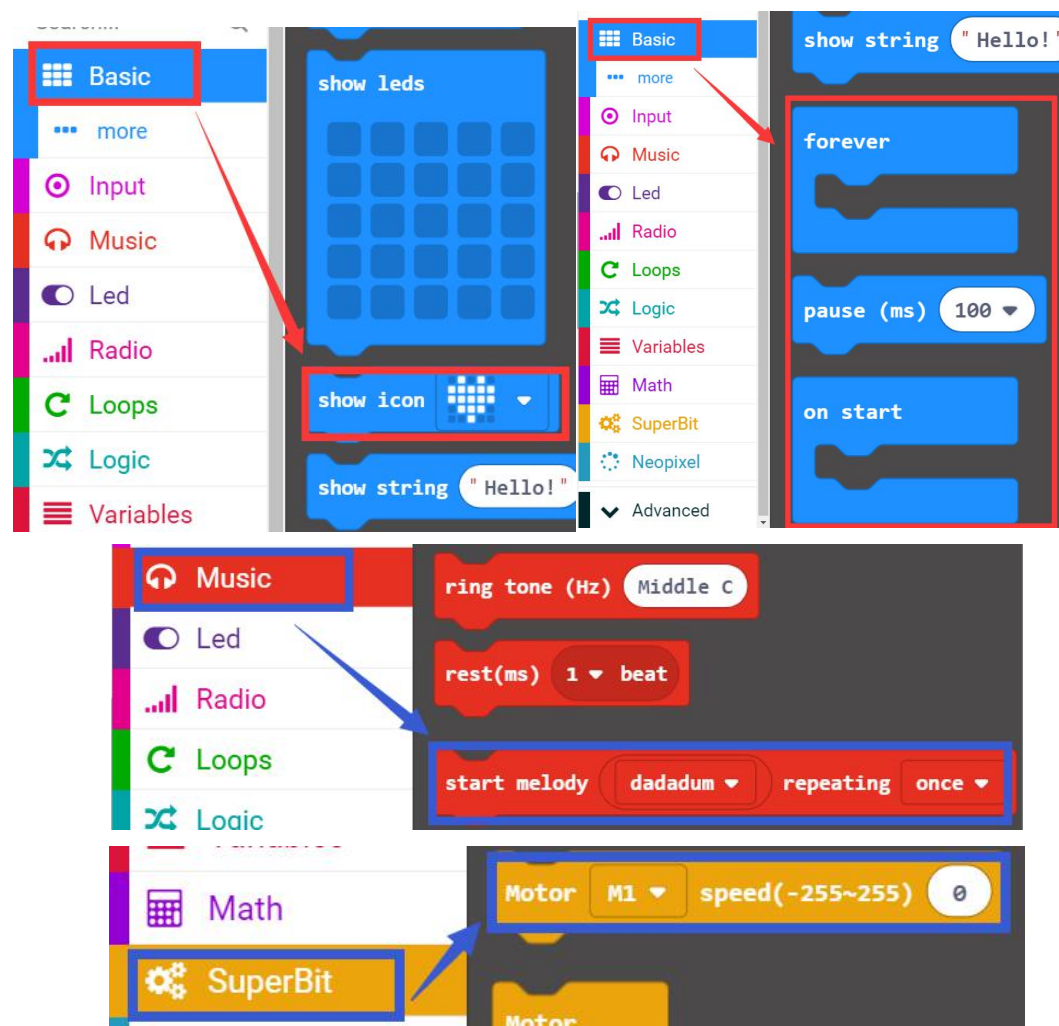 Basic
more
Input
Music
Led
Radio
Loops
Logic
Variables
show leds
show icon
show string "Hello!"
Basic
more
Input
Music
Led
Radio
Loops
Logic
Variables
Math
SuperBit
Neopixel
Advanced
show string "Hello!"
forever
pause (ms) 100
on start
Music
Led
Radio
Loops
Logic
ring tone (Hz) Middle C
rest(ms) 1 beat
start melody dadadum repeating once
Math
SuperBit
Motor M1 speed(-255~255) 0
Motor